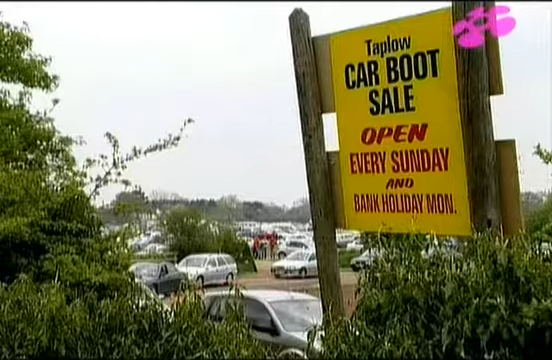 Taplow
CAR BOOT
SALE
OPEN
EVERY SUNDAY
AND
BANK HOLIDAY MON.